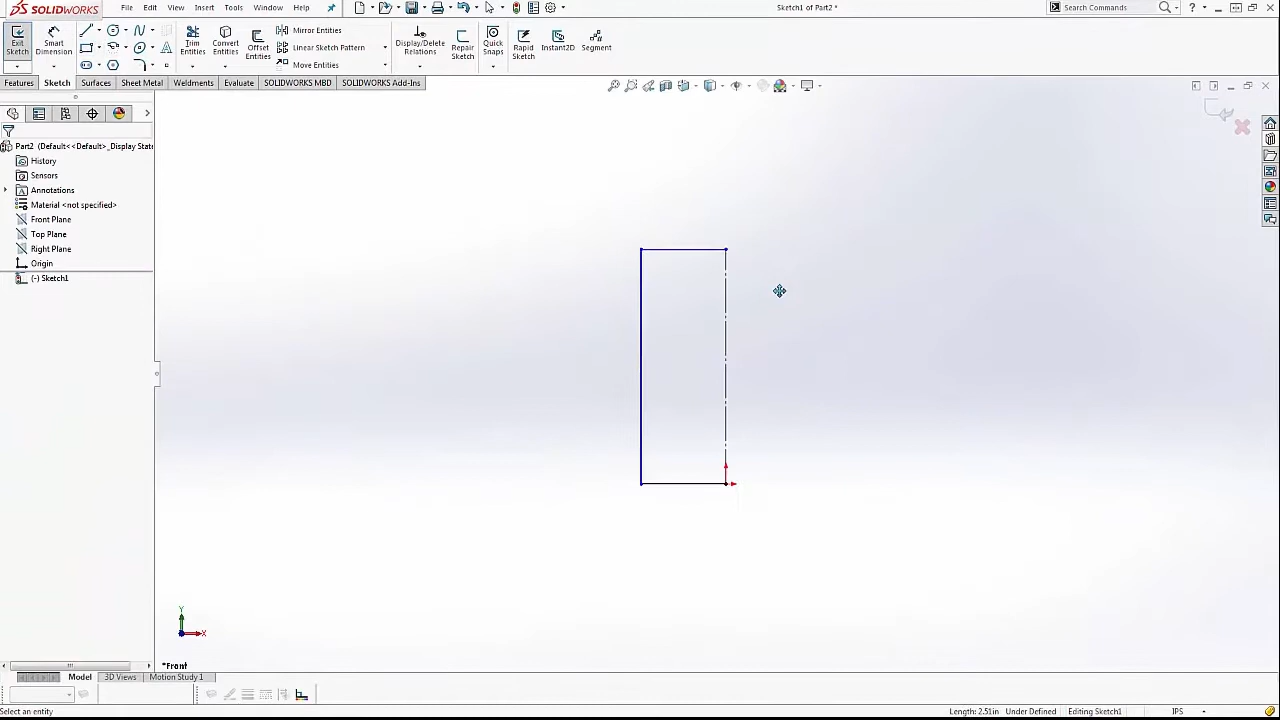 SOLIDWORKS File Edit View Insert Tools Window Help Sketch1 of Part2 * Search Commands
Exit Sketch
Smart Dimension
Trim Entities
Convert Entities
Offset Entities
Mirror Entities
Linear Sketch Pattern
Move Entities
Display/Delete Relations
Repair Sketch
Quick Snaps
Rapid Sketch
Instant2D
Segment
Features Sketch Surfaces Sheet Metal Weldments Evaluate SOLIDWORKS MBD SOLIDWORKS Add-Ins
Part2 (Default<<Default>_Display State
History
Sensors
Annotations
Material <not specified>
Front Plane
Top Plane
Right Plane
Origin
(-) Sketch1
Y
X
*Front
Model 3D Views Motion Study 1
Select an entity Length: 2.51in Under Defined Editing Sketch1 IPS